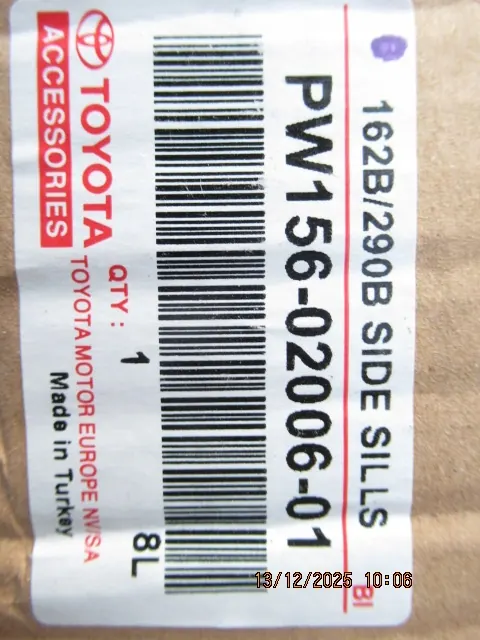 162B/290B SIDE SILLS
BI
PW156-02006-01
QTY : 1
8L
TOYOTA
ACCESSORIES
TOYOTA MOTOR EUROPE NV/SA
Made in Turkey
13/12/2025 10:06